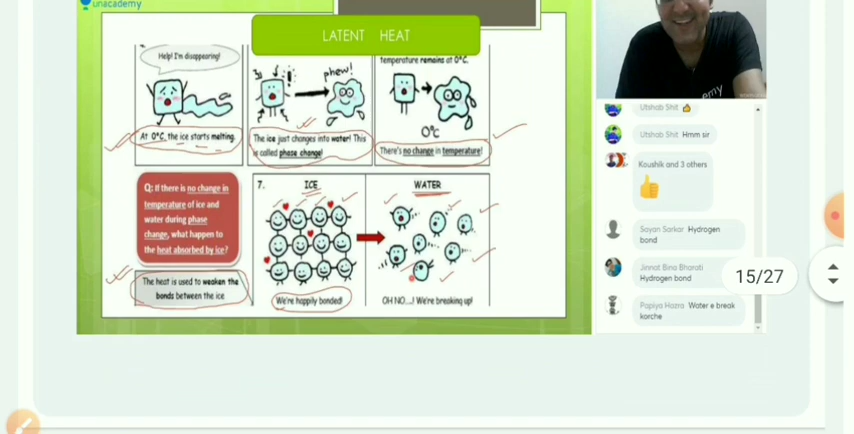 unacademy
LATENT HEAT
Help! I'm disappearing!
At 0°C, the ice starts melting.
phew!
The ice just changes into water! This
is called phase change!
temperature remains at 0°C.
0°C
There's no change in temperature!
Q: If there is no change in
temperature of ice and
water during phase
change, what happen to
the heat absorbed by ice?
The heat is used to weaken the
bonds between the ice
7.
ICE
WATER
We're happily bonded!
OH NO...! We're breaking up!
Utshab Shit
Utshab Shit Hmm sir
Koushik and 3 others
Sayan Sarkar Hydrogen
bond
Jinnat Bina Bharati
Hydrogen bond
Papiya Hazra Water e break
korche
15/27